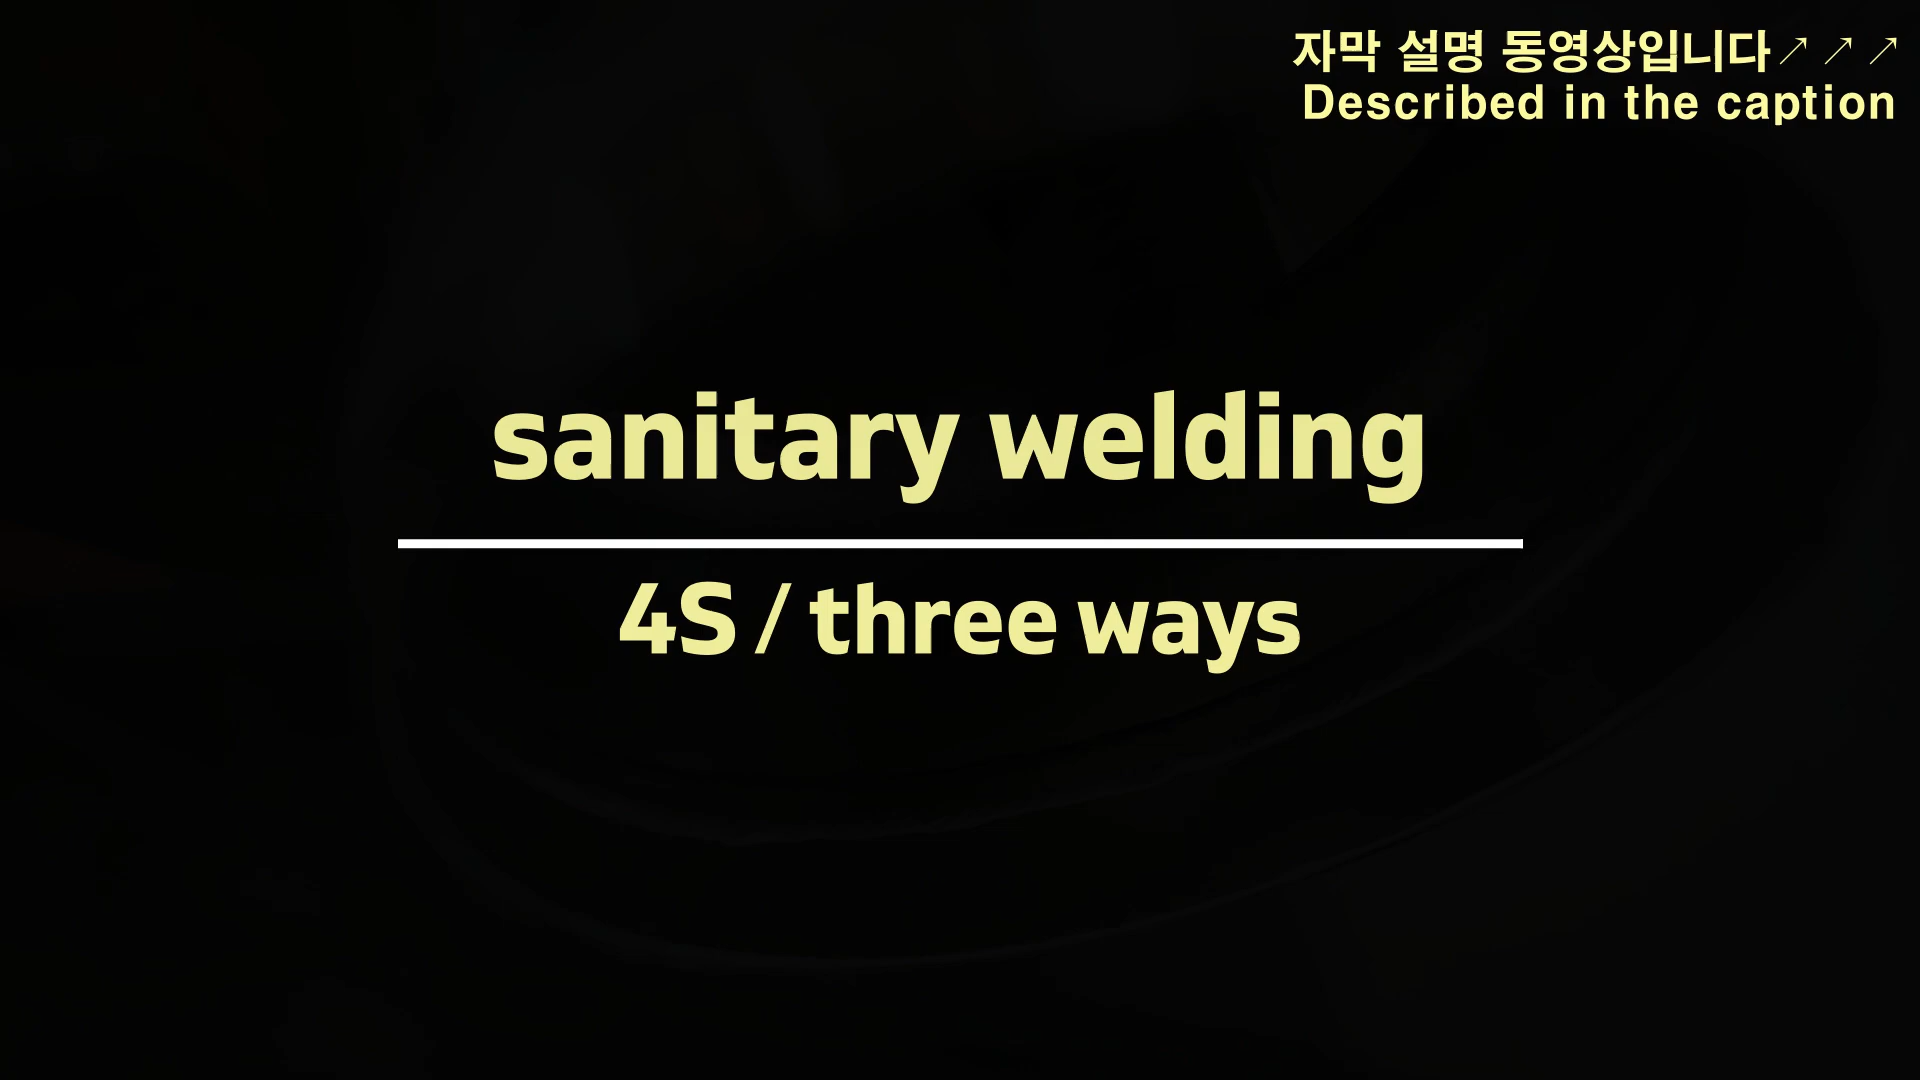 자막 설명 동영상입니다↗↗↗
Described in the caption
sanitary welding
4S / three ways